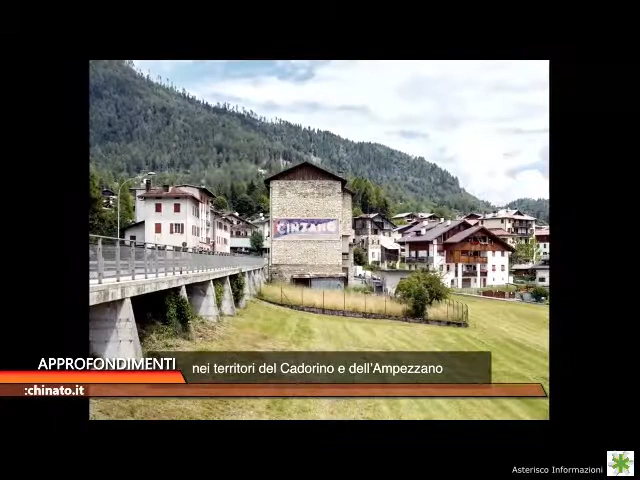 CINZANO
APPROFONDIMENTI
nei territori del Cadorino e dell'Ampezzano
:chinato.it
Asterisco Informazioni